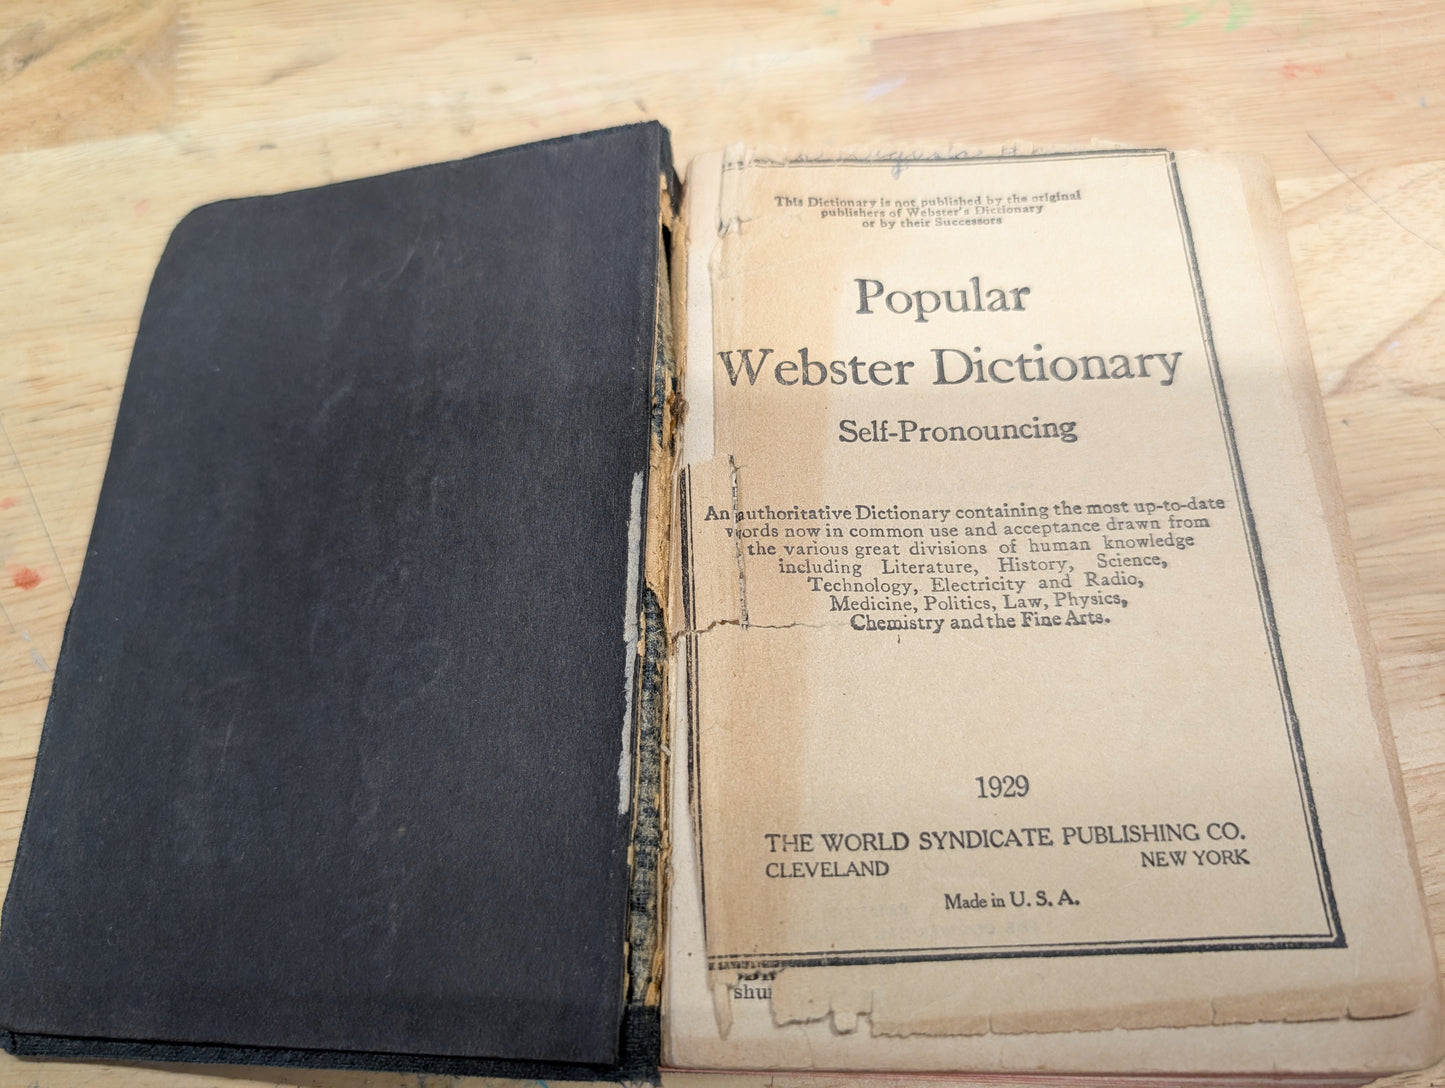 This Dictionary is not published by the original
publishers of Webster's Dictionary
or by their Successors
Popular
Webster Dictionary
Self-Pronouncing
An authoritative Dictionary containing the most up-to-date
words now in common use and acceptance drawn from
the various great divisions of human knowledge
including Literature, History, Science,
Technology, Electricity and Radio,
Medicine, Politics, Law, Physics,
Chemistry and the Fine Arts.
1929
THE WORLD SYNDICATE PUBLISHING CO.
CLEVELAND NEW YORK
Made in U. S. A.